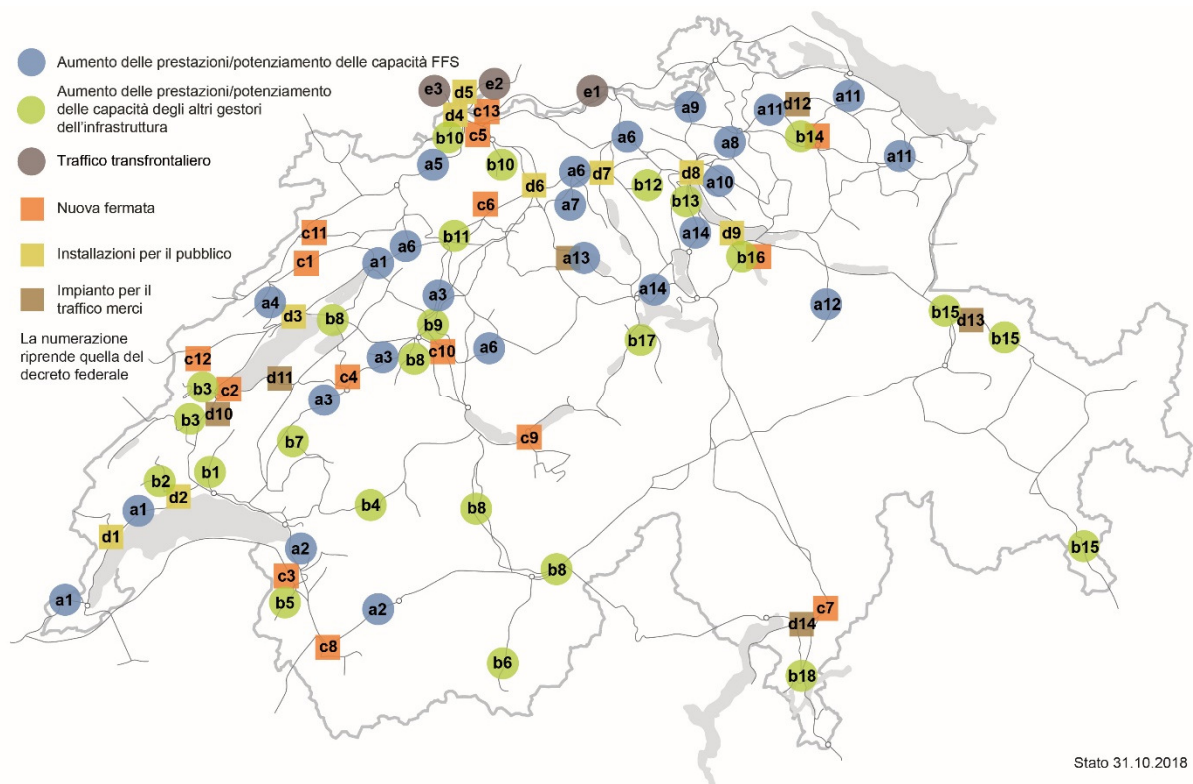 Aumento delle prestazioni/potenziamento delle capacità FFS
Aumento delle prestazioni/potenziamento
delle capacità degli altri gestori
dell'infrastruttura
Traffico transfrontaliero
Nuova fermata
Installazioni per il pubblico
Impianto per il
traffico merci
La numerazione
riprende quella del
decreto federale
e3
d5
e2
e1
d4
c13
a9
a11
d12
a11
b10
c5
a6
a8
b14
a5
b10
a6
d7
d8
a10
a11
d6
b12
c6
a7
b13
c11
b11
a14
d9
c1
a6
a1
a13
b16
a4
a3
a14
a12
d3
b8
b9
b15
d13
b15
c12
a3
b8
c10
a6
b17
b3
c2
d11
c4
a3
b3
d10
b7
c9
b2
b1
d2
a1
b4
b8
d1
a2
b15
c3
b8
a1
b5
a2
c7
d14
c8
b6
b18
Stato 31.10.2018